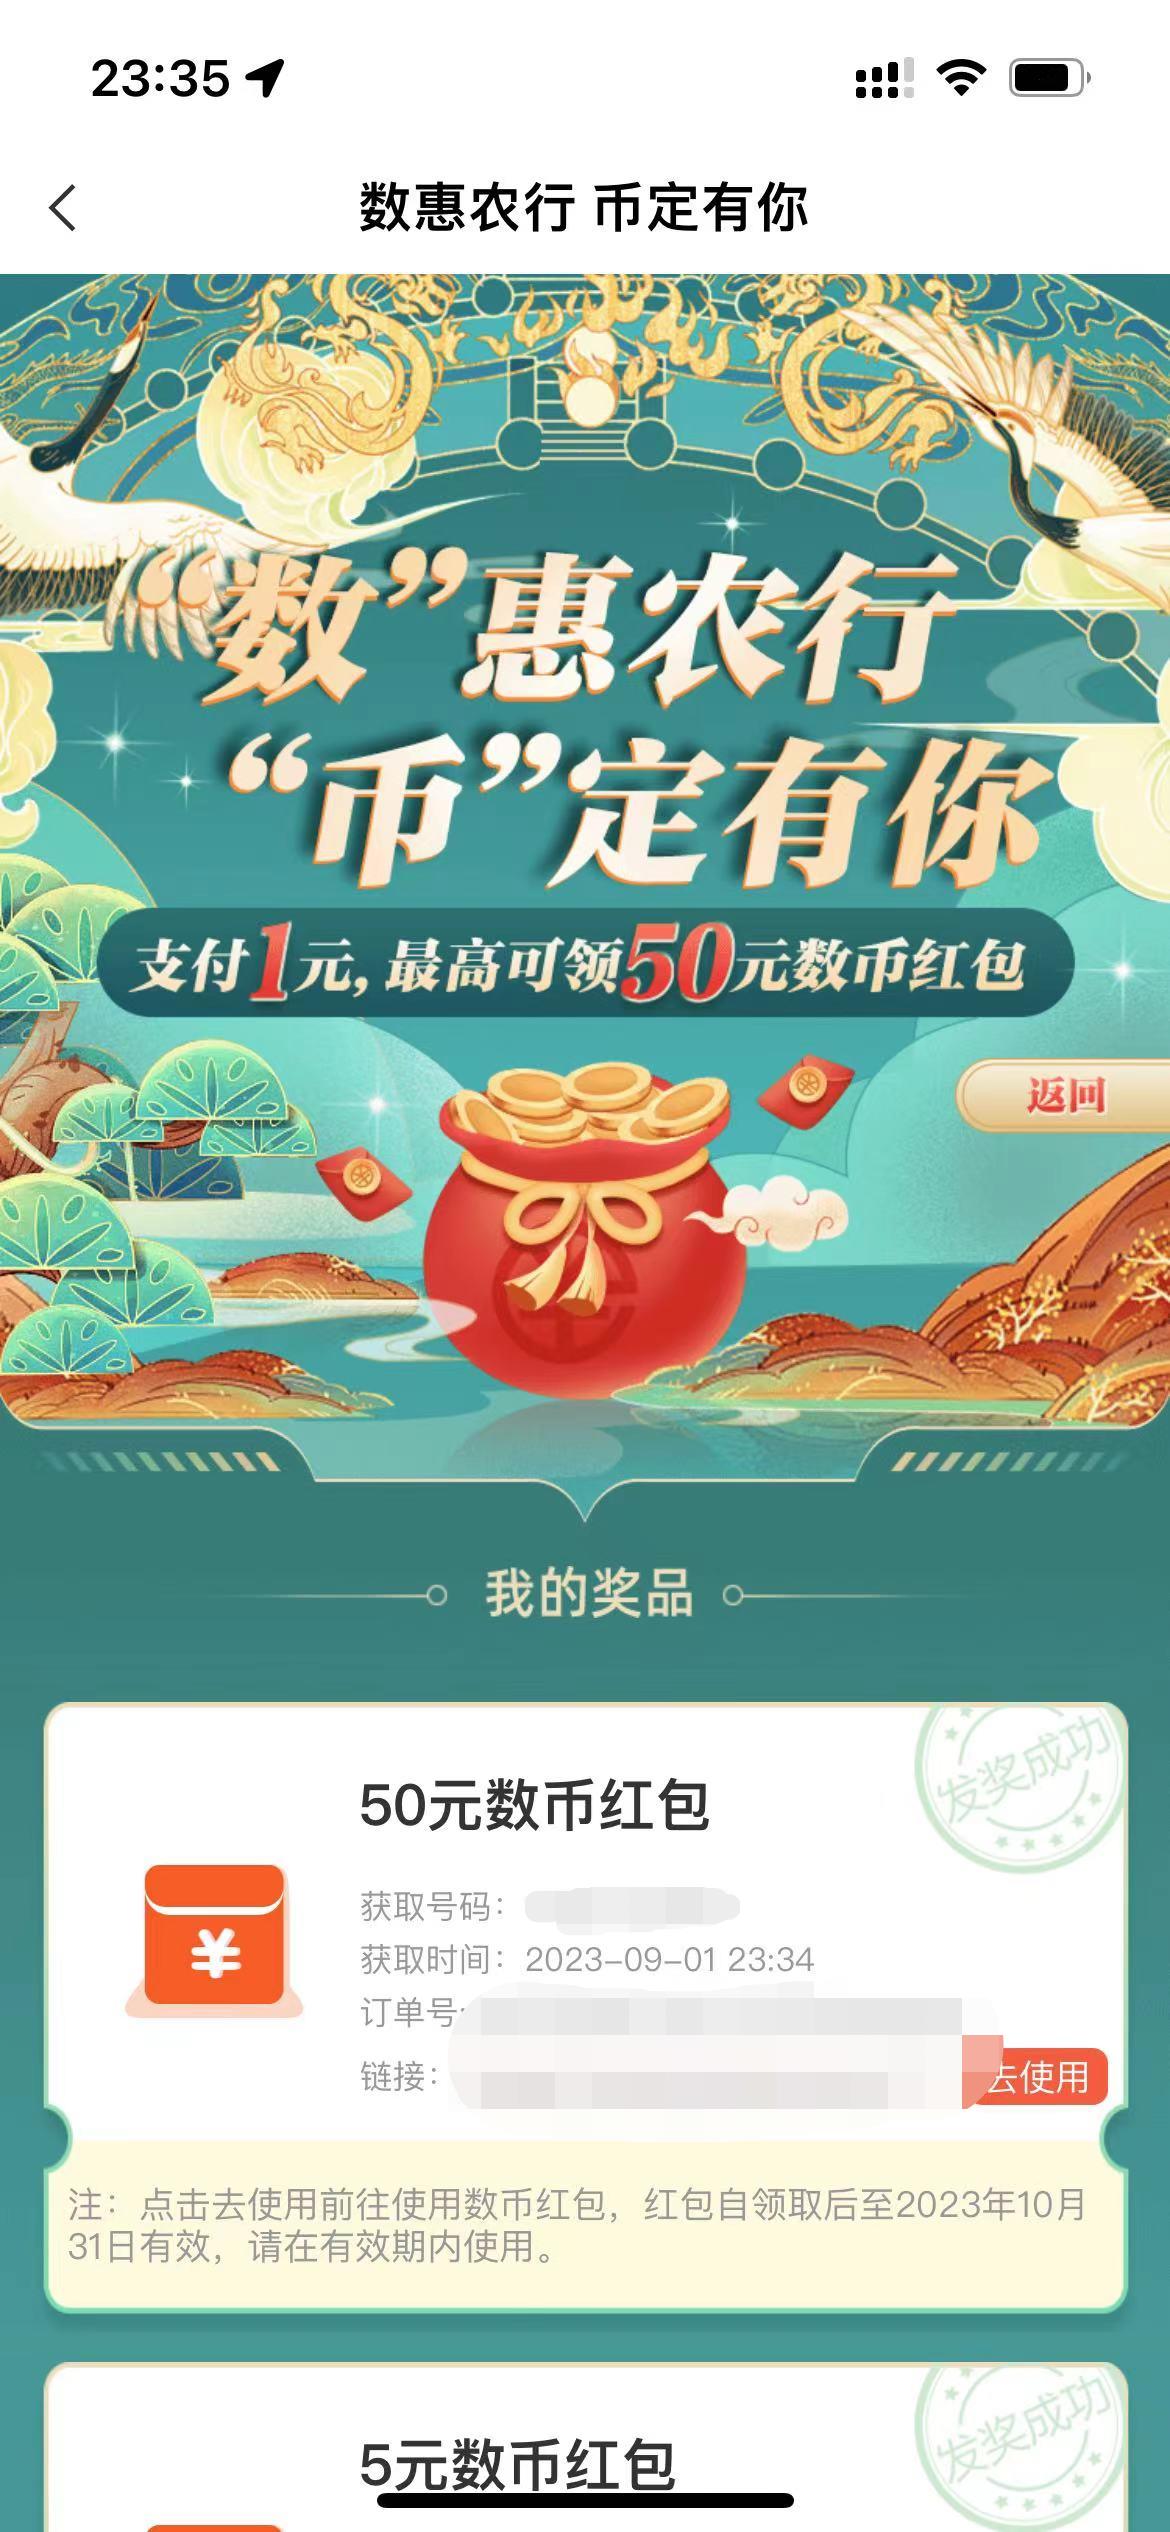 23:35
数惠农行 币定有你
“数”惠农行
“币”定有你
支付1元,最高可领50元数币红包
返回
我的奖品
发奖成功
50元数币红包
获取号码:
获取时间:2023-09-01 23:34
订单号:
链接:
去使用
注:点击去使用前往使用数币红包,红包自领取后至2023年10月
31日有效,请在有效期内使用。
发奖成功
5元数币红包